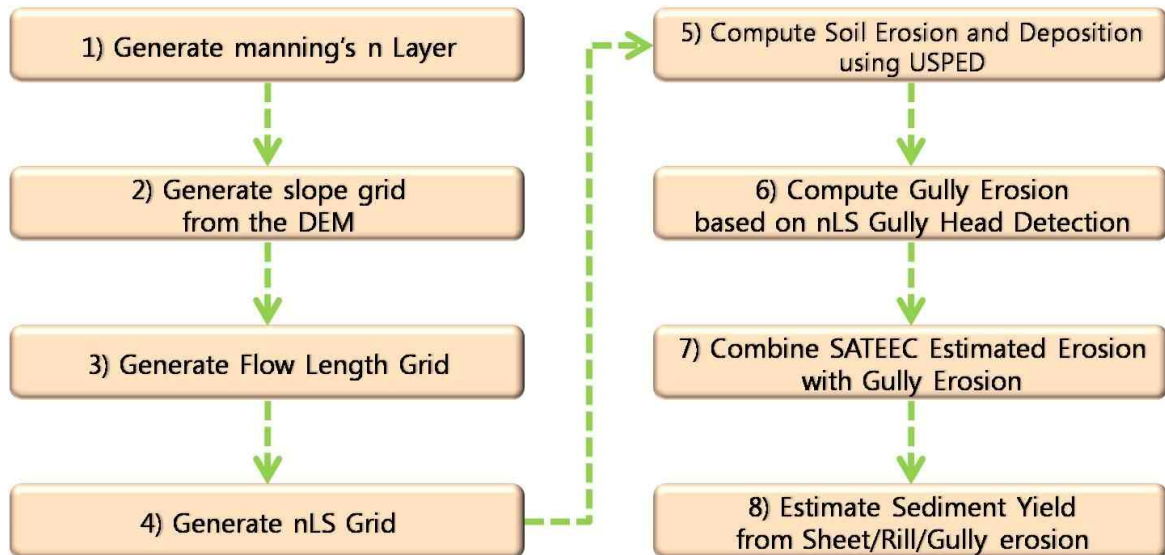 1) Generate manning's n Layer
2) Generate slope grid
from the DEM
3) Generate Flow Length Grid
4) Generate nLS Grid
5) Compute Soil Erosion and Deposition
using USPED
6) Compute Gully Erosion
based on nLS Gully Head Detection
7) Combine SATEEC Estimated Erosion
with Gully Erosion
8) Estimate Sediment Yield
from Sheet/Rill/Gully erosion